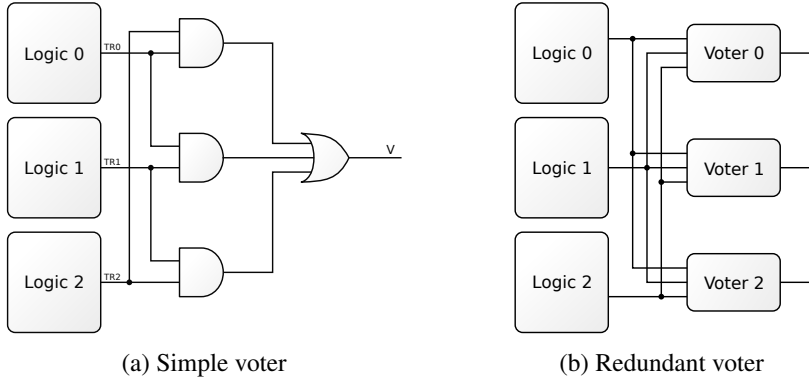 Logic 0
TR0
Logic 1
TR1
Logic 2
TR2
V
(a) Simple voter
Logic 0
Voter 0
Logic 1
Voter 1
Logic 2
Voter 2
(b) Redundant voter